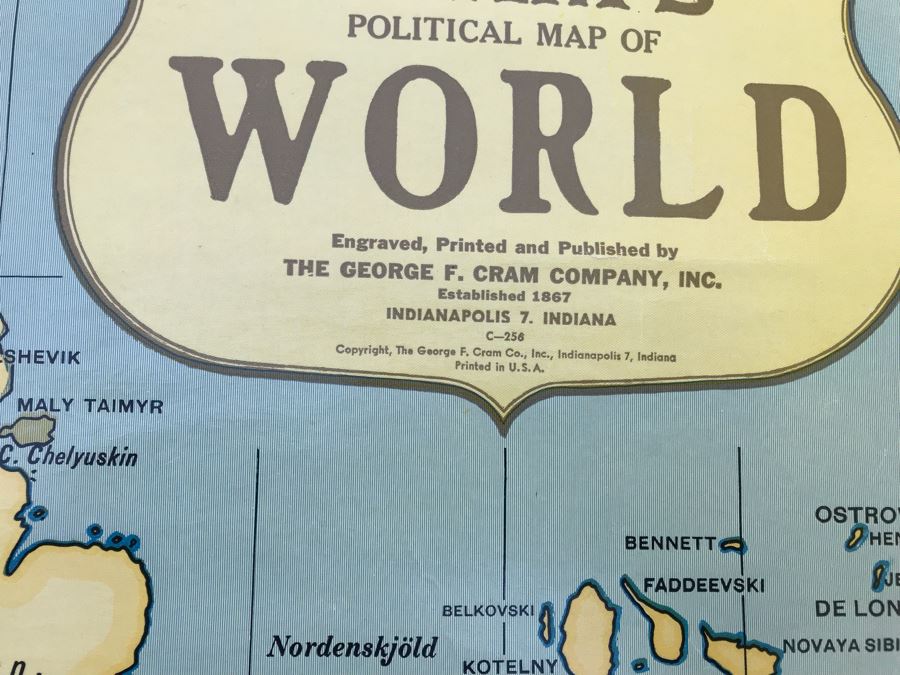 POLITICAL MAP OF
WORLD
Engraved, Printed and Published by
THE GEORGE F. CRAM COMPANY, INC.
Established 1867
INDIANAPOLIS 7, INDIANA
C—256
Copyright, The George F. Cram Co., Inc., Indianapolis 7, Indiana
Printed in U.S.A.
SHEVIK
MALY TAIMYR
C. Chelyuskin
OSTROV
BENNETT
HEN
FADDEEVSKI
JE
BELKOVSKI
DE LON
Nordenskjöld
NOVAYA SIBI
KOTELNY
n.